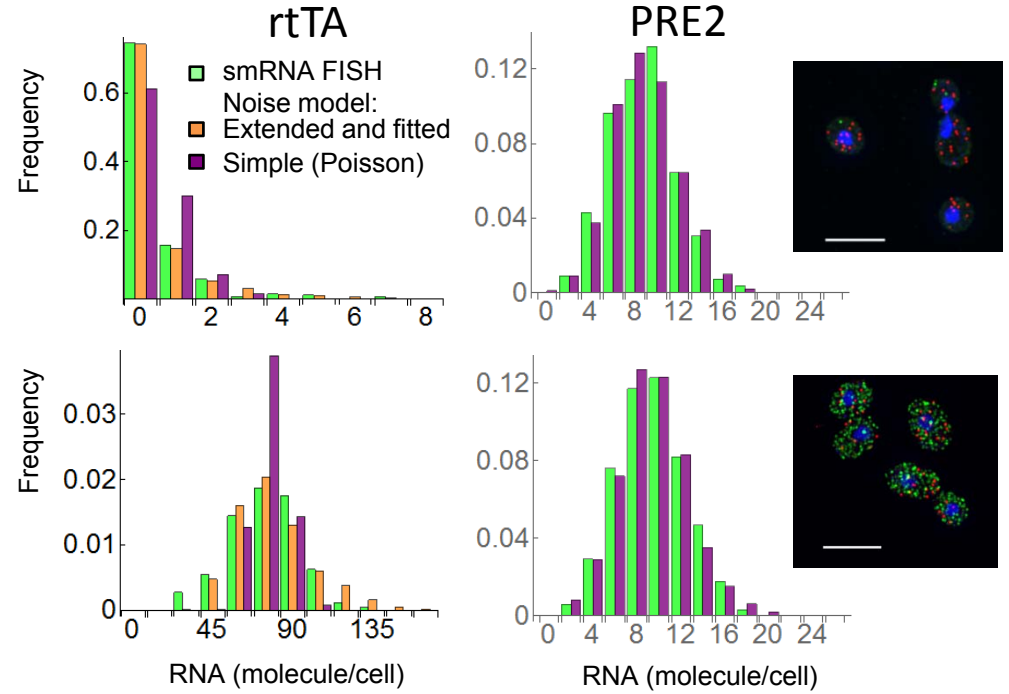 rtTA
PRE2
Frequency
0.6
0.4
0.2
smRNA FISH
Noise model:
Extended and fitted
Simple (Poisson)
0 2 4 6 8
0.12
0.08
0.04
0
0 4 8 12 16 20 24
Frequency
0.03
0.02
0.01
0
0 45 90 135
RNA (molecule/cell)
0.12
0.08
0.04
0
0 4 8 12 16 20 24
RNA (molecule/cell)